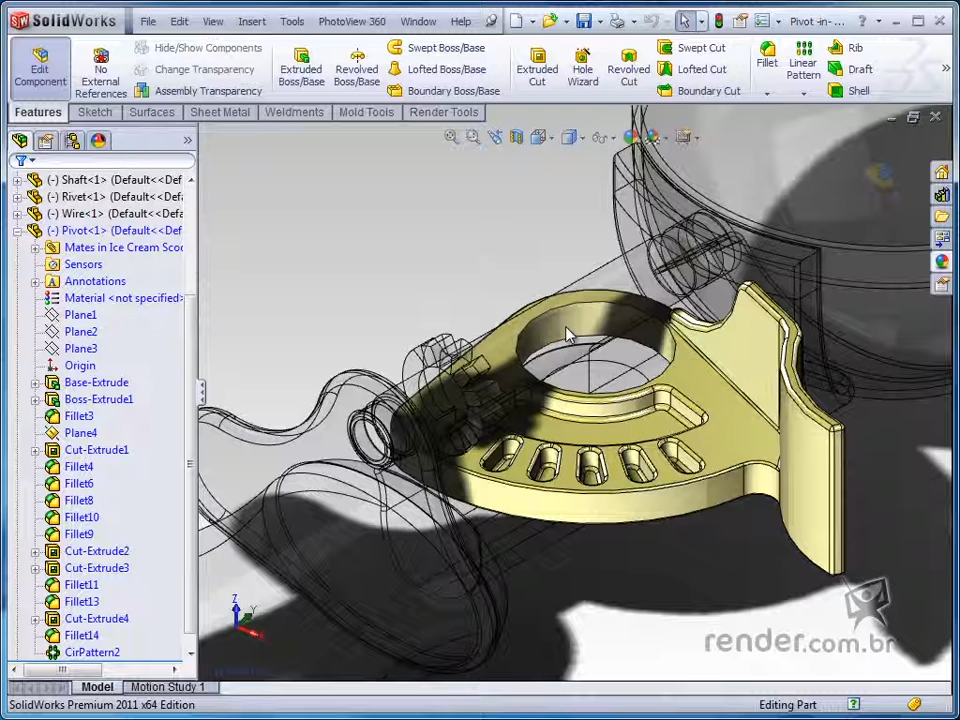 SolidWorks
File Edit View Insert Tools PhotoView 360 Window Help
Pivot -in- ...
Edit Component
No External References
Hide/Show Components
Change Transparency
Assembly Transparency
Extruded Boss/Base
Revolved Boss/Base
Swept Boss/Base
Lofted Boss/Base
Boundary Boss/Base
Extruded Cut
Hole Wizard
Revolved Cut
Swept Cut
Lofted Cut
Boundary Cut
Fillet
Linear Pattern
Rib
Draft
Shell
Features Sketch Surfaces Sheet Metal Weldments Mold Tools Render Tools
(-) Shaft<1> (Default<<Def
(-) Rivet<1> (Default<<Def
(-) Wire<1> (Default<<Def
(-) Pivot<1> (Default<<Def
Mates in Ice Cream Scoo
Sensors
Annotations
Material <not specified>
Plane1
Plane2
Plane3
Origin
Base-Extrude
Boss-Extrude1
Fillet3
Plane4
Cut-Extrude1
Fillet4
Fillet6
Fillet8
Fillet10
Fillet9
Cut-Extrude2
Cut-Extrude3
Fillet11
Fillet13
Cut-Extrude4
Fillet14
CirPattern2
Z
Y
render.com.br
Model Motion Study 1
SolidWorks Premium 2011 x64 Edition
Editing Part